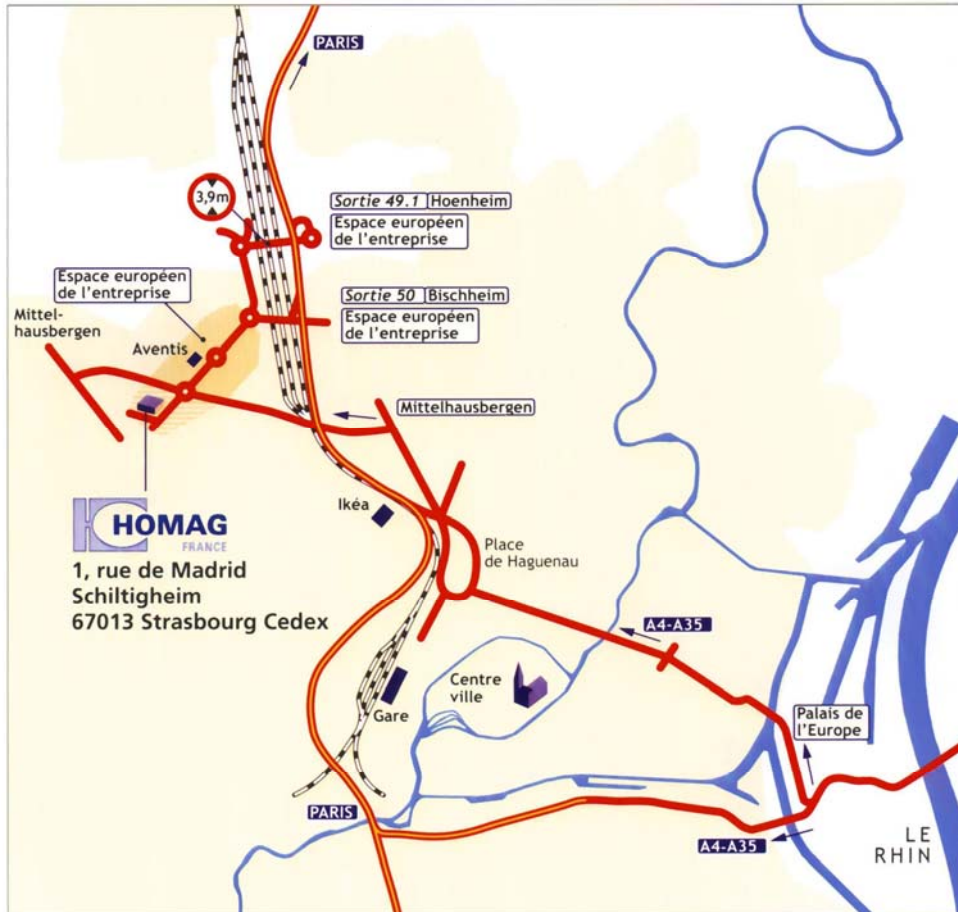 PARIS
3,9m
Sortie 49.1 Hoenheim
Espace européen
de l'entreprise
Espace européen
de l'entreprise
Sortie 50 Bischheim
Espace européen
de l'entreprise
Mittel-
hausbergen
Aventis
Mittelhausbergen
HOMAG
FRANCE
1, rue de Madrid
Schiltigheim
67013 Strasbourg Cedex
Ikéa
Place
de Haguenau
A4-A35
Centre
ville
Gare
Palais de
l'Europe
PARIS
A4-A35
LE
RHIN